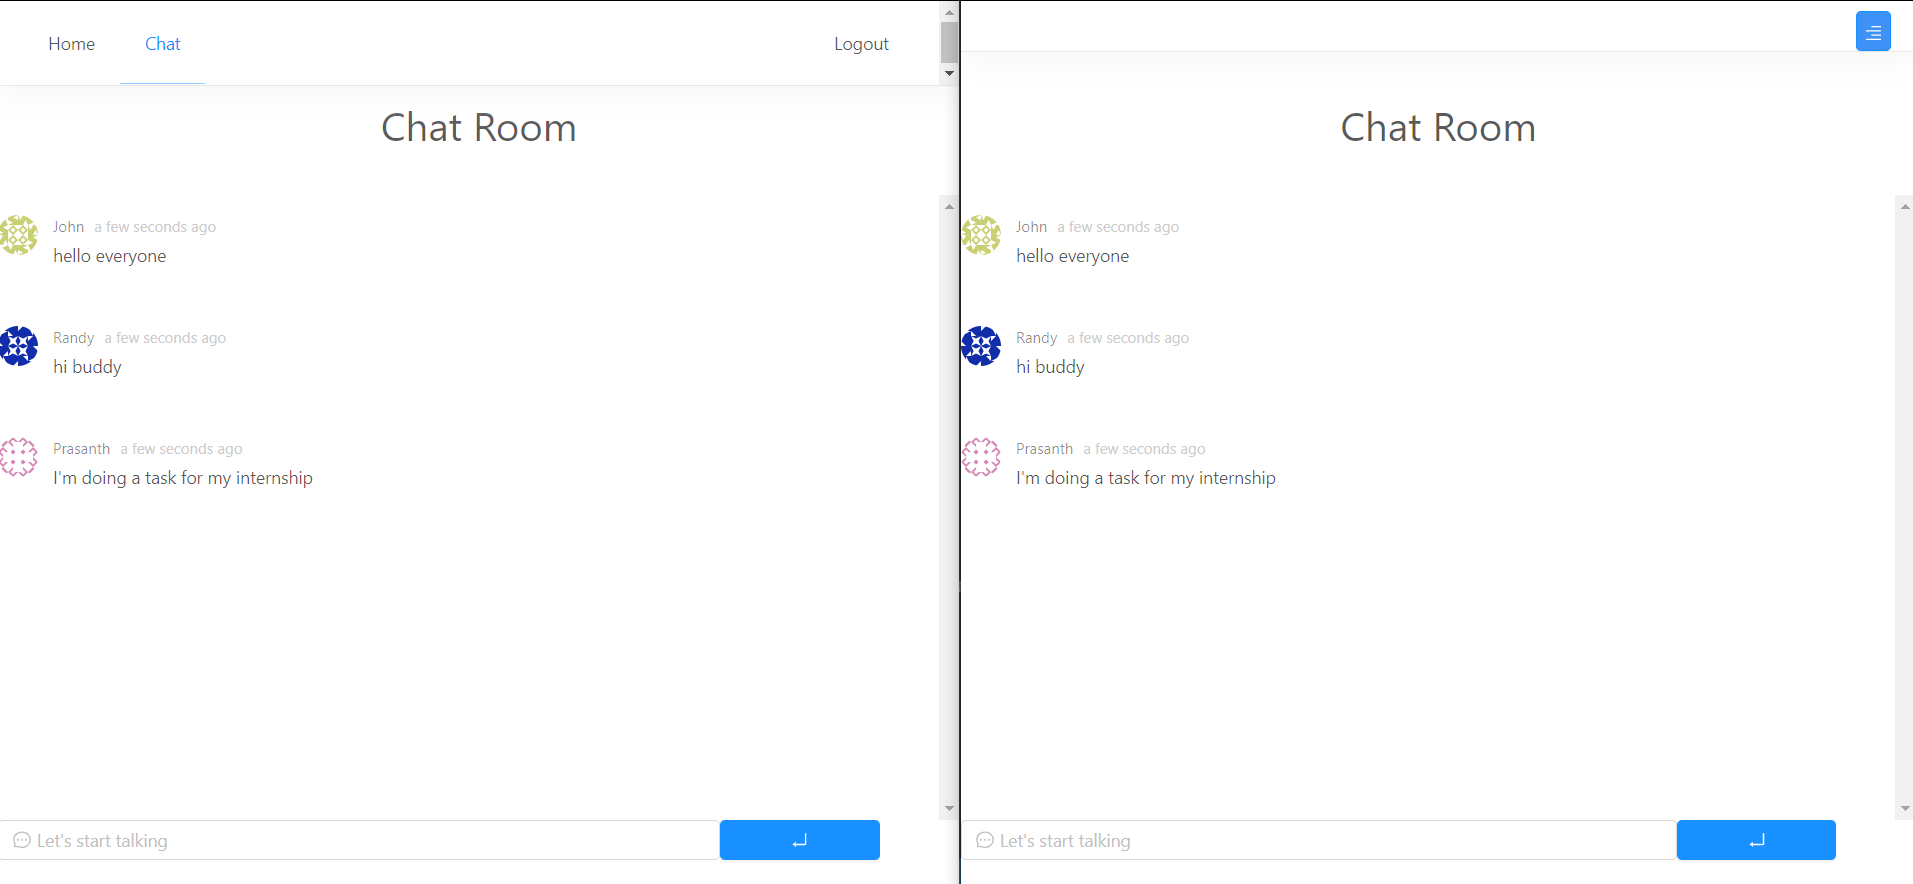 Home Chat Logout
Chat Room
John a few seconds ago
hello everyone
Randy a few seconds ago
hi buddy
Prasanth a few seconds ago
I'm doing a task for my internship
Let's start talking
Chat Room
John a few seconds ago
hello everyone
Randy a few seconds ago
hi buddy
Prasanth a few seconds ago
I'm doing a task for my internship
Let's start talking